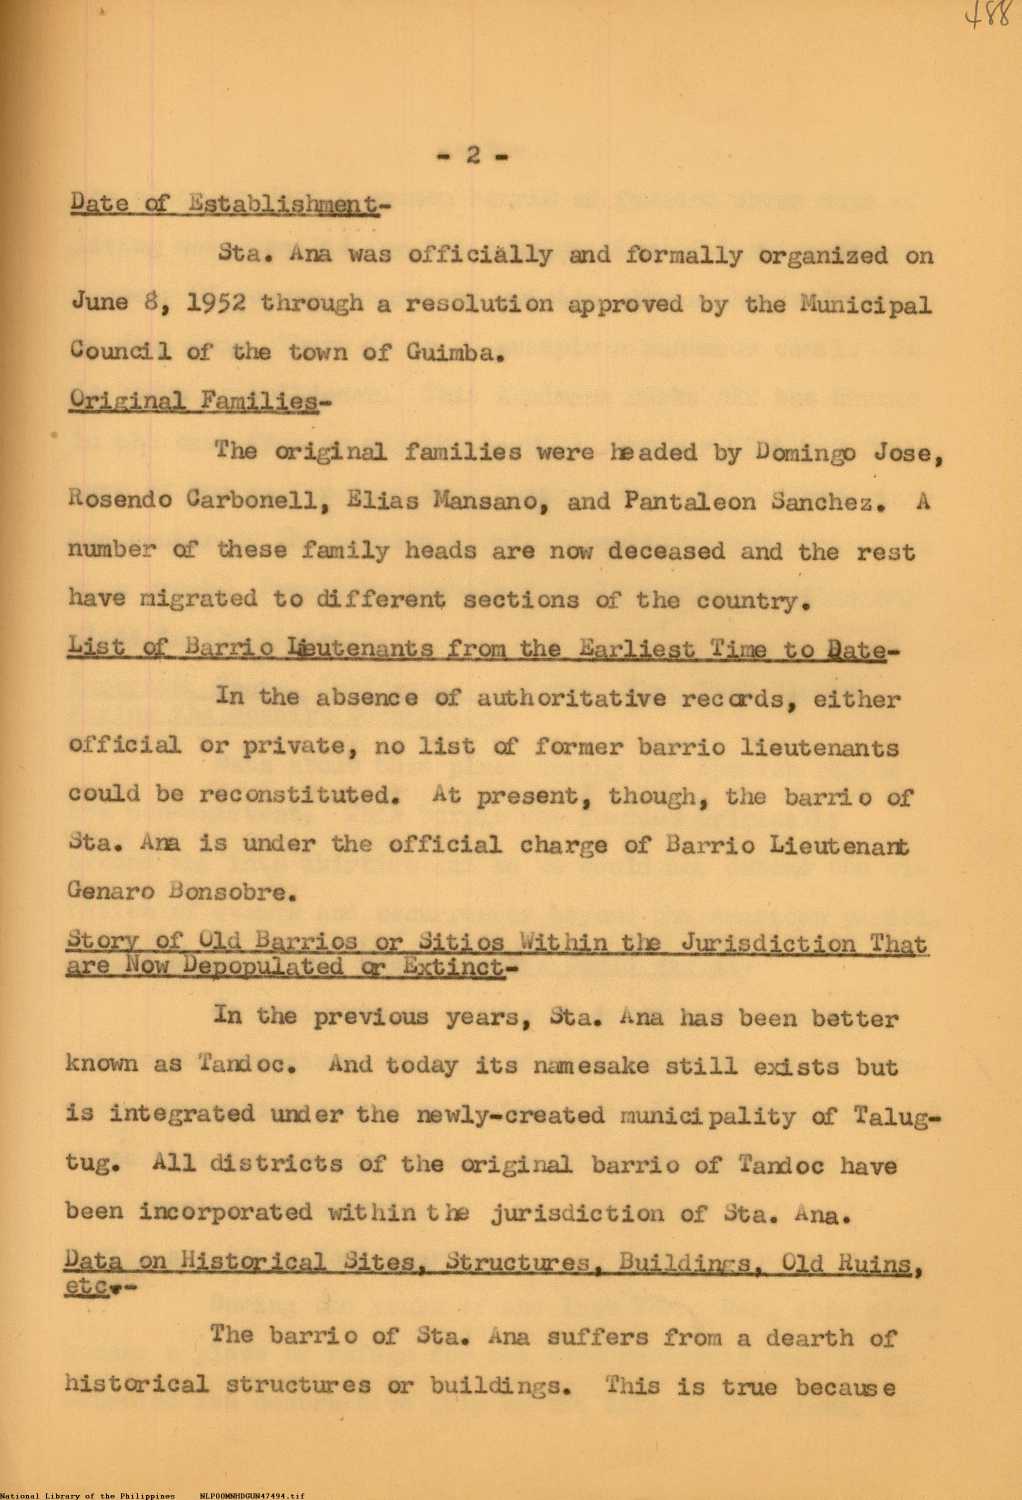 488
- 2 -
Date of Establishment-
Sta. Ana was officially and formally organized on
June 8, 1952 through a resolution approved by the Municipal
Council of the town of Guimba.
Original Families-
The original families were headed by Domingo Jose,
Rosendo Carbonell, Elias Mansano, and Pantaleon Sanchez. A
number of these family heads are now deceased and the rest
have migrated to different sections of the country.
List of Barrio Lieutenants from the Earliest Time to Date-
In the absence of authoritative records, either
official or private, no list of former barrio lieutenants
could be reconstituted. At present, though, the barrio of
Sta. Ana is under the official charge of Barrio Lieutenant
Genaro Bonsobre.
Story of Old Barrios or Sitios Within the Jurisdiction That
are Now Depopulated or Extinct-
In the previous years, Sta. Ana has been better
known as Tandoc. And today its namesake still exists but
is integrated under the newly-created municipality of Talug-
tug. All districts of the original barrio of Tandoc have
been incorporated within the jurisdiction of Sta. Ana.
Data on Historical Sites, Structures, Buildings, Old Ruins,
etc.-
The barrio of Sta. Ana suffers from a dearth of
historical structures or buildings. This is true because
National Library of the Philippines NLP00MNHDGUN47494.tif